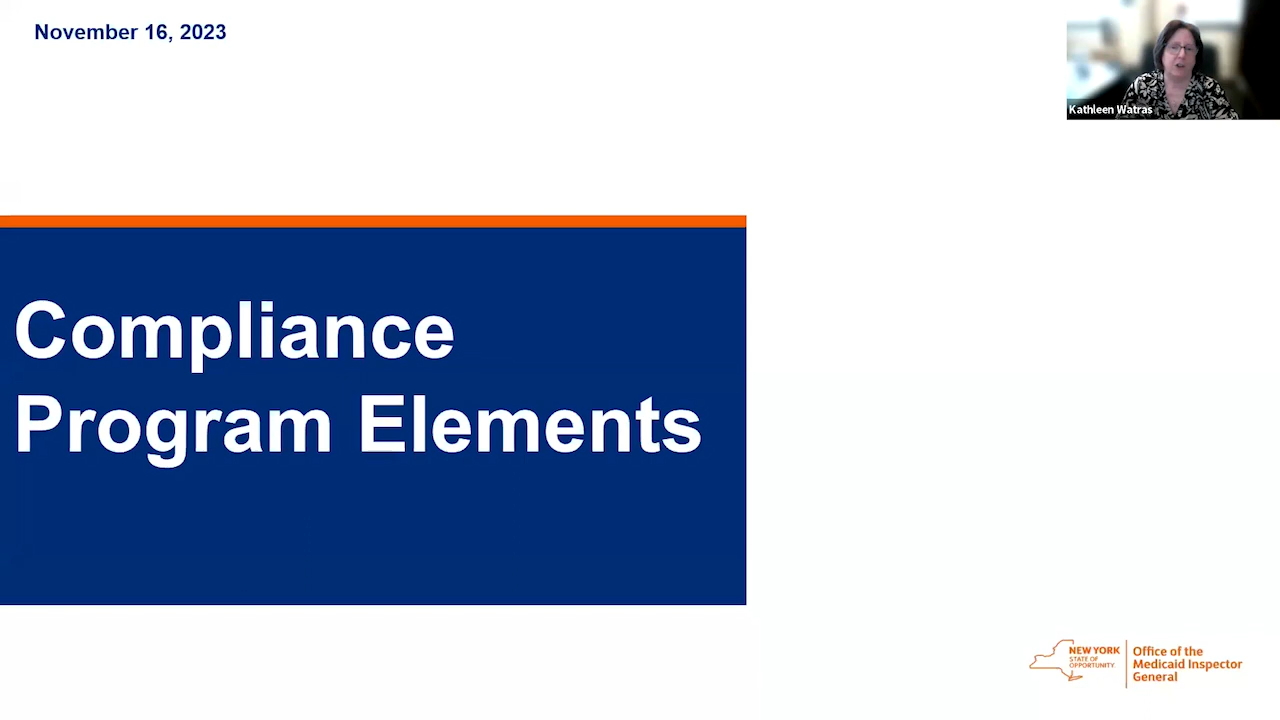 November 16, 2023
Kathleen Watras
Compliance
Program Elements
NEW YORK
STATE OF
OPPORTUNITY
Office of the
Medicaid Inspector
General